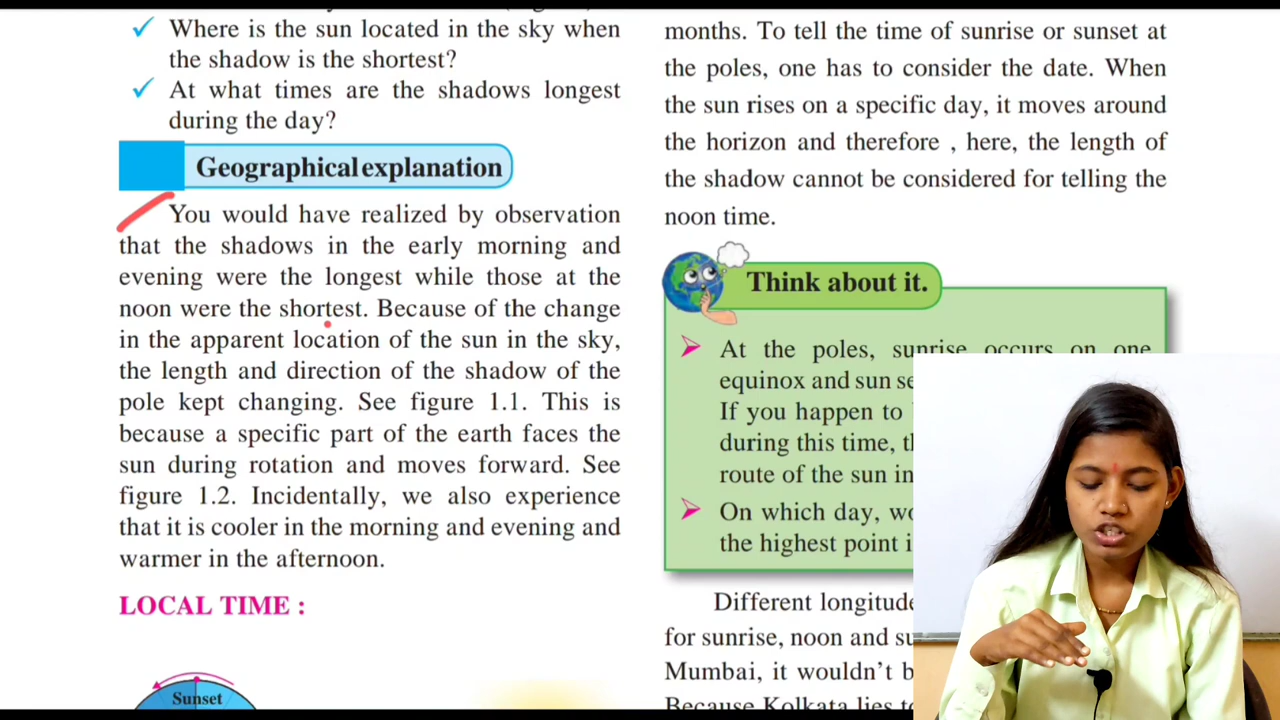 ✓ Where is the sun located in the sky when
the shadow is the shortest?
✓ At what times are the shadows longest
during the day?
Geographical explanation
You would have realized by observation
that the shadows in the early morning and
evening were the longest while those at the
noon were the shortest. Because of the change
in the apparent location of the sun in the sky,
the length and direction of the shadow of the
pole kept changing. See figure 1.1. This is
because a specific part of the earth faces the
sun during rotation and moves forward. See
figure 1.2. Incidentally, we also experience
that it is cooler in the morning and evening and
warmer in the afternoon.
LOCAL TIME :
Sunset
months. To tell the time of sunrise or sunset at
the poles, one has to consider the date. When
the sun rises on a specific day, it moves around
the horizon and therefore , here, the length of
the shadow cannot be considered for telling the
noon time.
Think about it.
➢ At the poles, sunrise occurs on one
equinox and sun se
If you happen to
during this time, t
route of the sun in
➢ On which day, wo
the highest point i
Different longitude
for sunrise, noon and su
Mumbai, it wouldn't b
Because Kolkata lies to